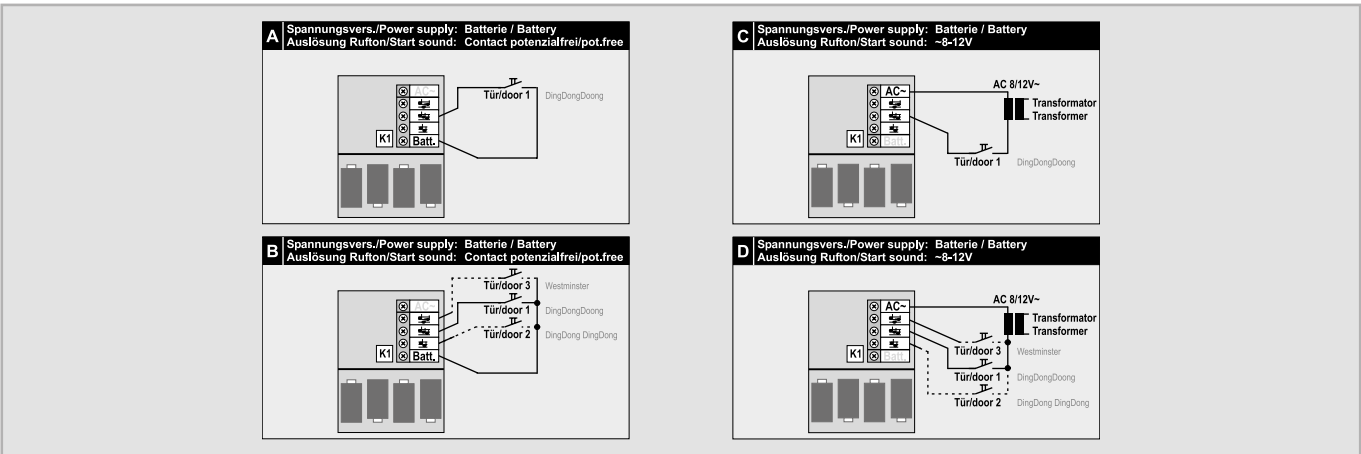 A
Spannungsvers./Power supply: Batterie / Battery
Auslösung Rufton/Start sound: Contact potenzialfrei/pot.free
AC~
Tür/door 1 DingDongDoong
K1 Batt.
C
Spannungsvers./Power supply: Batterie / Battery
Auslösung Rufton/Start sound: ~8-12V
AC 8/12V~
AC~
Transformator
Transformer
K1 Batt.
Tür/door 1 DingDongDoong
B
Spannungsvers./Power supply: Batterie / Battery
Auslösung Rufton/Start sound: Contact potenzialfrei/pot.free
Tür/door 3 Westminster
AC~
Tür/door 1 DingDongDoong
Tür/door 2 DingDong DingDong
K1 Batt.
D
Spannungsvers./Power supply: Batterie / Battery
Auslösung Rufton/Start sound: ~8-12V
AC 8/12V~
AC~
Transformator
Transformer
K1 Batt.
Tür/door 3 Westminster
Tür/door 1 DingDongDoong
Tür/door 2 DingDong DingDong